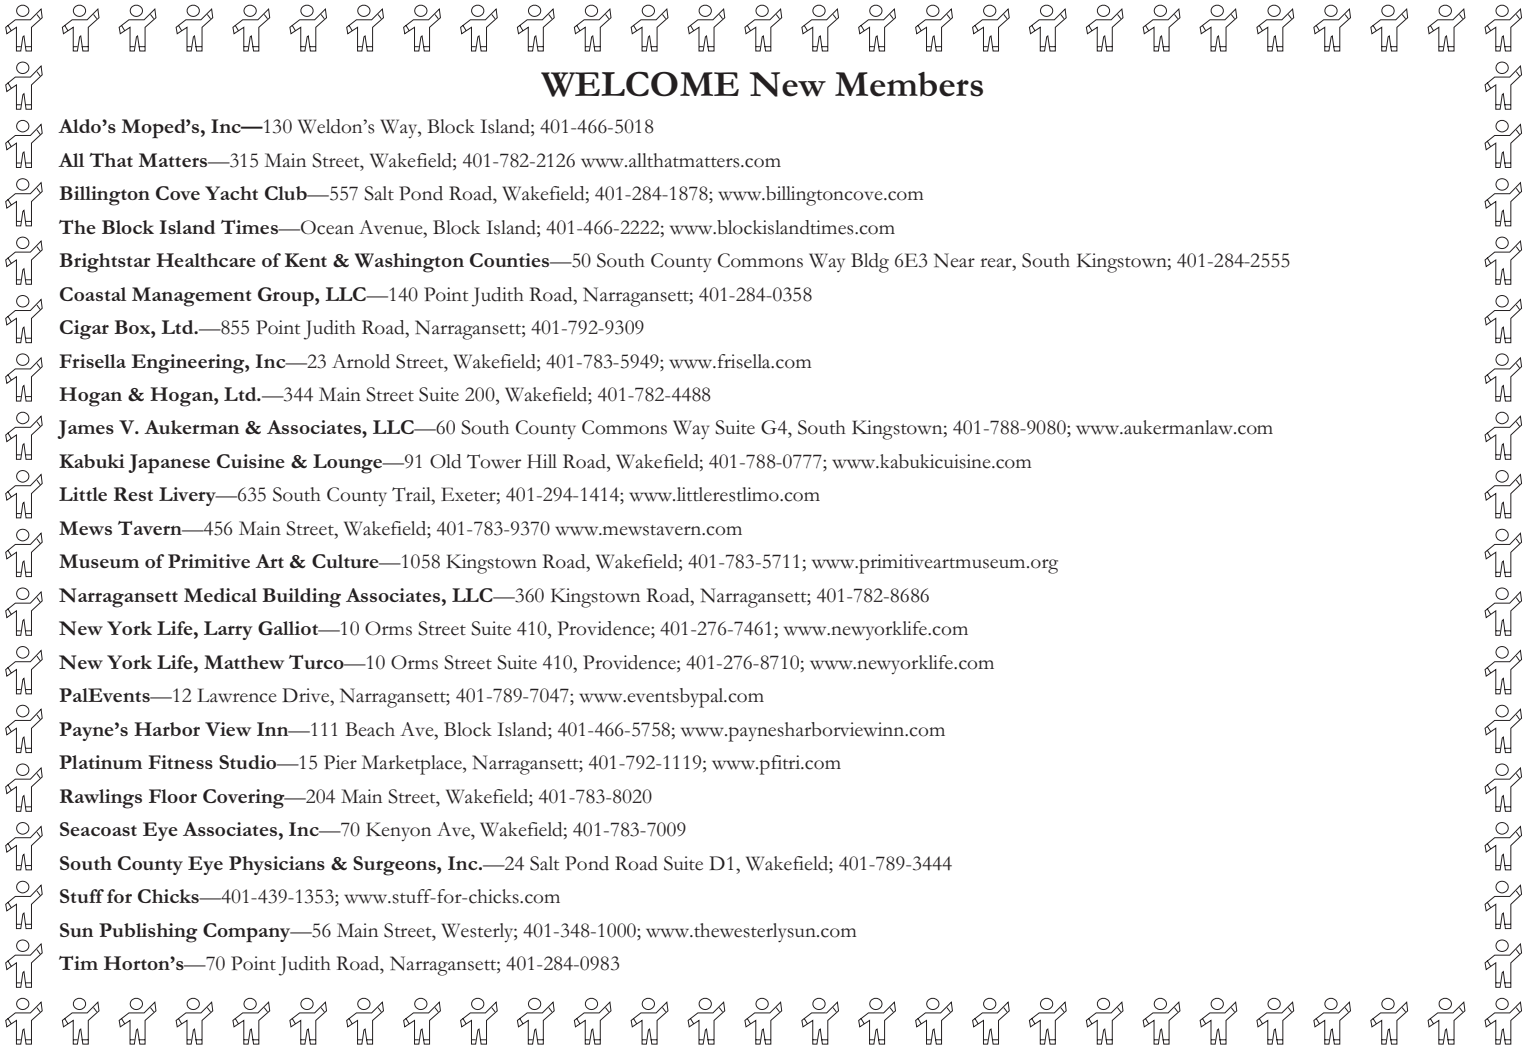 WELCOME New Members
Aldo’s Moped’s, Inc—130 Weldon’s Way, Block Island; 401-466-5018
All That Matters—315 Main Street, Wakefield; 401-782-2126 www.allthatmatters.com
Billington Cove Yacht Club—557 Salt Pond Road, Wakefield; 401-284-1878; www.billingtoncove.com
The Block Island Times—Ocean Avenue, Block Island; 401-466-2222; www.blockislandtimes.com
Brightstar Healthcare of Kent & Washington Counties—50 South County Commons Way Bldg 6E3 Near rear, South Kingstown; 401-284-2555
Coastal Management Group, LLC—140 Point Judith Road, Narragansett; 401-284-0358
Cigar Box, Ltd.—855 Point Judith Road, Narragansett; 401-792-9309
Frisella Engineering, Inc—23 Arnold Street, Wakefield; 401-783-5949; www.frisella.com
Hogan & Hogan, Ltd.—344 Main Street Suite 200, Wakefield; 401-782-4488
James V. Aukerman & Associates, LLC—60 South County Commons Way Suite G4, South Kingstown; 401-788-9080; www.aukermanlaw.com
Kabuki Japanese Cuisine & Lounge—91 Old Tower Hill Road, Wakefield; 401-788-0777; www.kabukicuisine.com
Little Rest Livery—635 South County Trail, Exeter; 401-294-1414; www.littlerestlimo.com
Mews Tavern—456 Main Street, Wakefield; 401-783-9370 www.mewstavern.com
Museum of Primitive Art & Culture—1058 Kingstown Road, Wakefield; 401-783-5711; www.primitiveartmuseum.org
Narragansett Medical Building Associates, LLC—360 Kingstown Road, Narragansett; 401-782-8686
New York Life, Larry Galliot—10 Orms Street Suite 410, Providence; 401-276-7461; www.newyorklife.com
New York Life, Matthew Turco—10 Orms Street Suite 410, Providence; 401-276-8710; www.newyorklife.com
PalEvents—12 Lawrence Drive, Narragansett; 401-789-7047; www.eventsbypal.com
Payne’s Harbor View Inn—111 Beach Ave, Block Island; 401-466-5758; www.paynesharborviewinn.com
Platinum Fitness Studio—15 Pier Marketplace, Narragansett; 401-792-1119; www.pfitri.com
Rawlings Floor Covering—204 Main Street, Wakefield; 401-783-8020
Seacoast Eye Associates, Inc—70 Kenyon Ave, Wakefield; 401-783-7009
South County Eye Physicians & Surgeons, Inc.—24 Salt Pond Road Suite D1, Wakefield; 401-789-3444
Stuff for Chicks—401-439-1353; www.stuff-for-chicks.com
Sun Publishing Company—56 Main Street, Westerly; 401-348-1000; www.thewesterlysun.com
Tim Horton’s—70 Point Judith Road, Narragansett; 401-284-0983